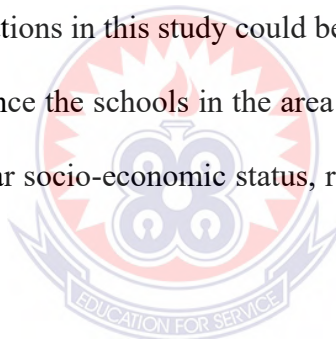 tions in this study could be
nce the schools in the area
ar socio-economic status, r
EDUCATION FOR SERVICE